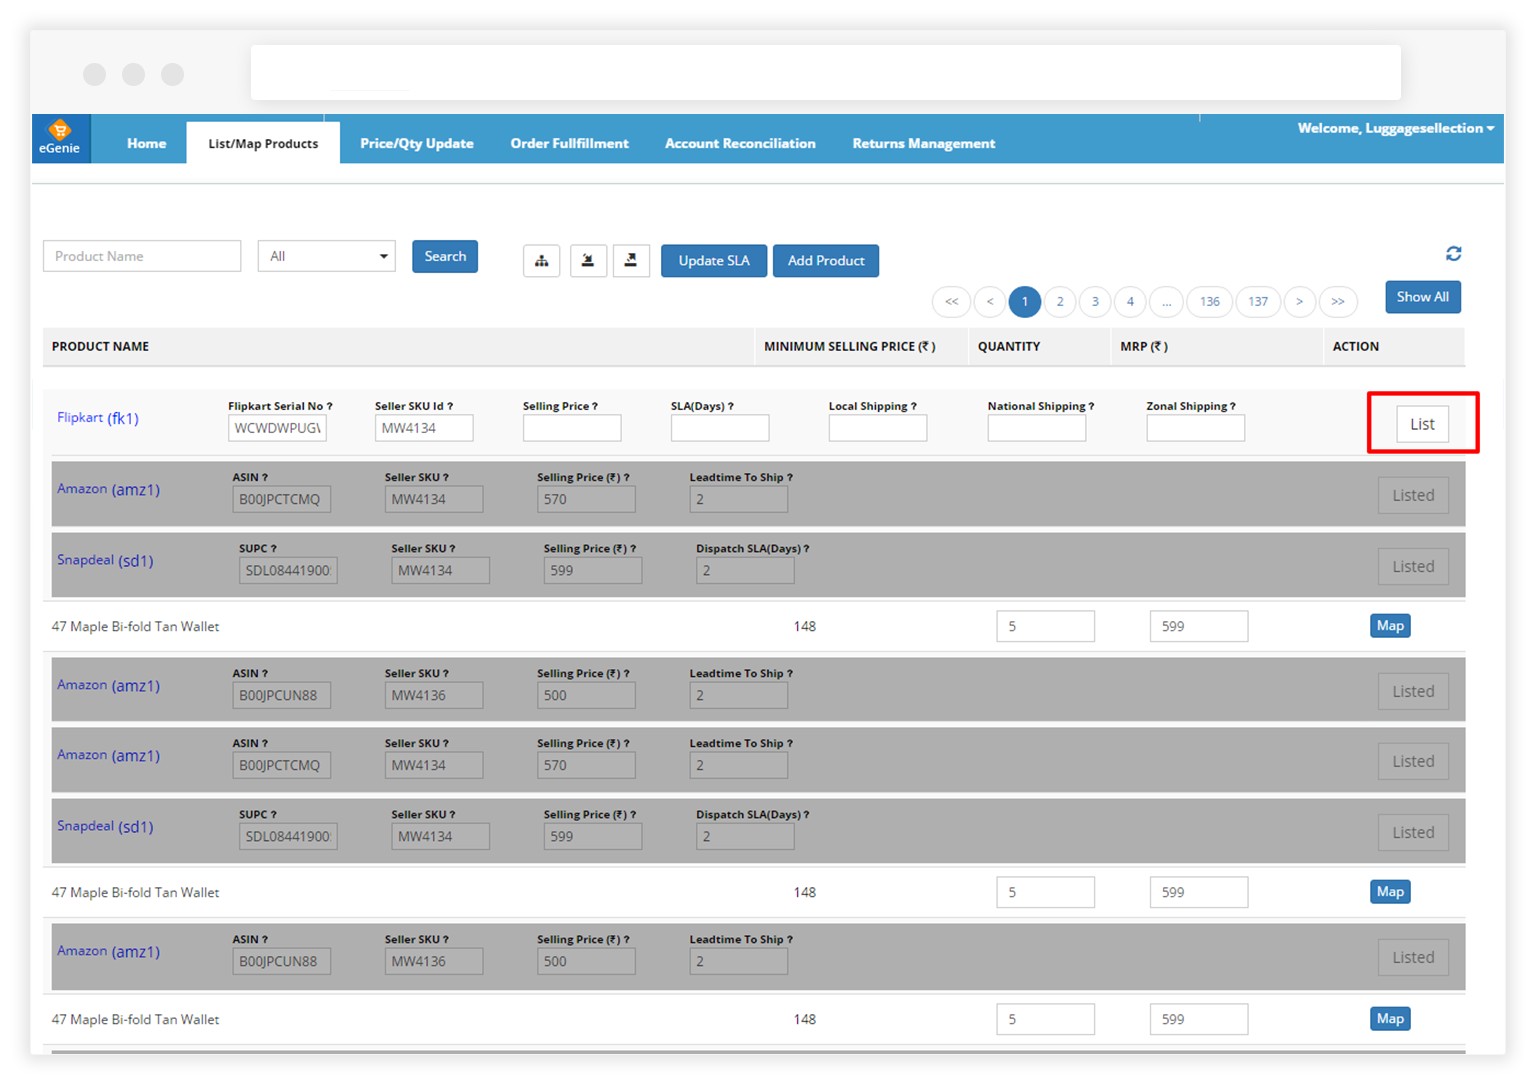 eGenie
Home
List/Map Products
Price/Qty Update
Order Fullfillment
Account Reconciliation
Returns Management
Welcome, Luggagesellection
Product Name
All
Search
Update SLA
Add Product
<< < 1 2 3 4 ... 136 137 > >>
Show All
PRODUCT NAME MINIMUM SELLING PRICE (₹ ) QUANTITY MRP (₹ ) ACTION
Flipkart Serial No ? Seller SKU Id ? Selling Price ? SLA(Days) ? Local Shipping ? National Shipping ? Zonal Shipping ?
Flipkart (fk1) WCWDWPUG MW4134 List
ASIN ? Seller SKU ? Selling Price (₹) ? Leadtime To Ship ?
Amazon (amz1) B00JPCTCMQ MW4134 570 2 Listed
SUPC ? Seller SKU ? Selling Price (₹) ? Dispatch SLA(Days) ?
Snapdeal (sd1) SDL08441900 MW4134 599 2 Listed
47 Maple Bi-fold Tan Wallet 148 5 599 Map
ASIN ? Seller SKU ? Selling Price (₹) ? Leadtime To Ship ?
Amazon (amz1) B00JPCUN88 MW4136 500 2 Listed
ASIN ? Seller SKU ? Selling Price (₹) ? Leadtime To Ship ?
Amazon (amz1) B00JPCTCMQ MW4134 570 2 Listed
SUPC ? Seller SKU ? Selling Price (₹) ? Dispatch SLA(Days) ?
Snapdeal (sd1) SDL08441900 MW4134 599 2 Listed
47 Maple Bi-fold Tan Wallet 148 5 599 Map
ASIN ? Seller SKU ? Selling Price (₹) ? Leadtime To Ship ?
Amazon (amz1) B00JPCUN88 MW4136 500 2 Listed
47 Maple Bi-fold Tan Wallet 148 5 599 Map